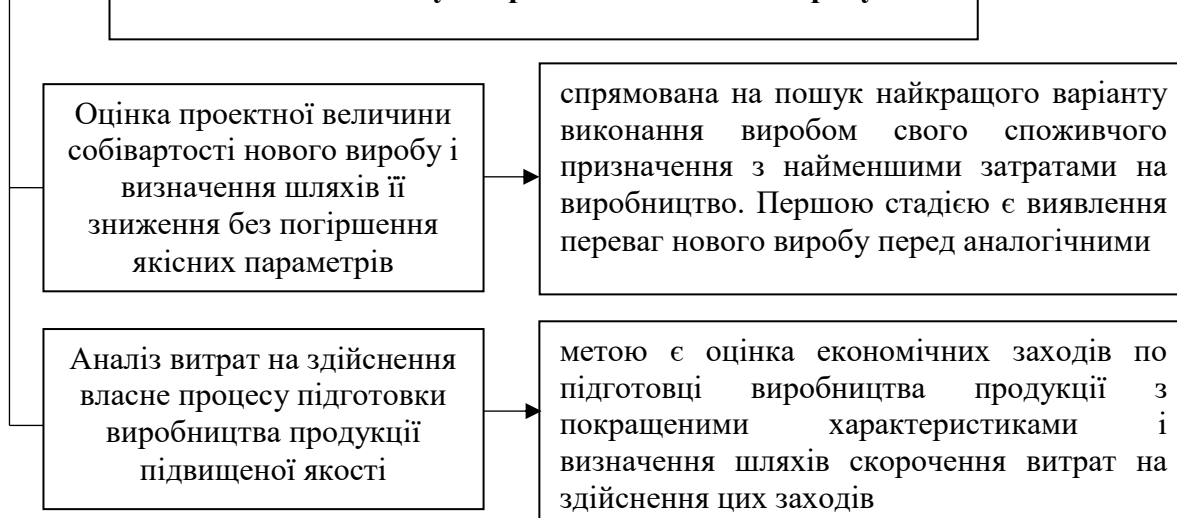 Оцінка проектної величини
собівартості нового виробу і
визначення шляхів її
зниження без погіршення
якісних параметрів
спрямована на пошук найкращого варіанту
виконання виробом свого споживчого
призначення з найменшими затратами на
виробництво. Першою стадією є виявлення
переваг нового виробу перед аналогічними
Аналіз витрат на здійснення
власне процесу підготовки
виробництва продукції
підвищеної якості
метою є оцінка економічних заходів по
підготовці виробництва продукції з
покращеними характеристиками і
визначення шляхів скорочення витрат на
здійснення цих заходів